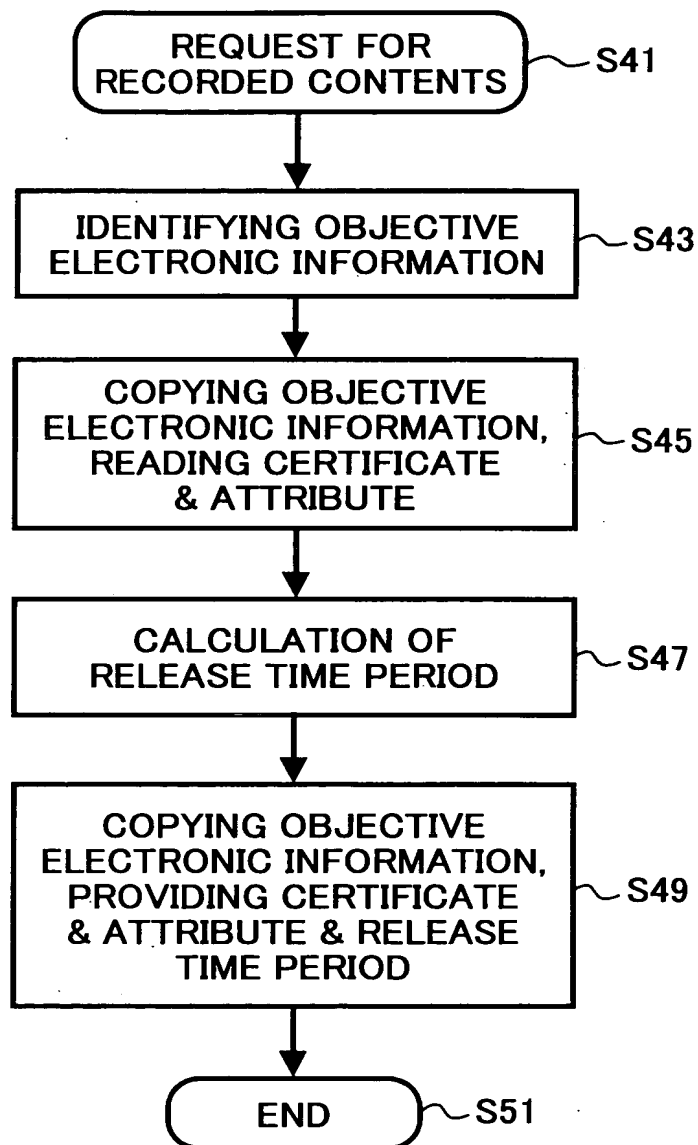 REQUEST FOR
RECORDED CONTENTS
S41
IDENTIFYING OBJECTIVE
ELECTRONIC INFORMATION
S43
COPYING OBJECTIVE
ELECTRONIC INFORMATION,
READING CERTIFICATE
& ATTRIBUTE
S45
CALCULATION OF
RELEASE TIME PERIOD
S47
COPYING OBJECTIVE
ELECTRONIC INFORMATION,
PROVIDING CERTIFICATE
& ATTRIBUTE & RELEASE
TIME PERIOD
S49
END
S51